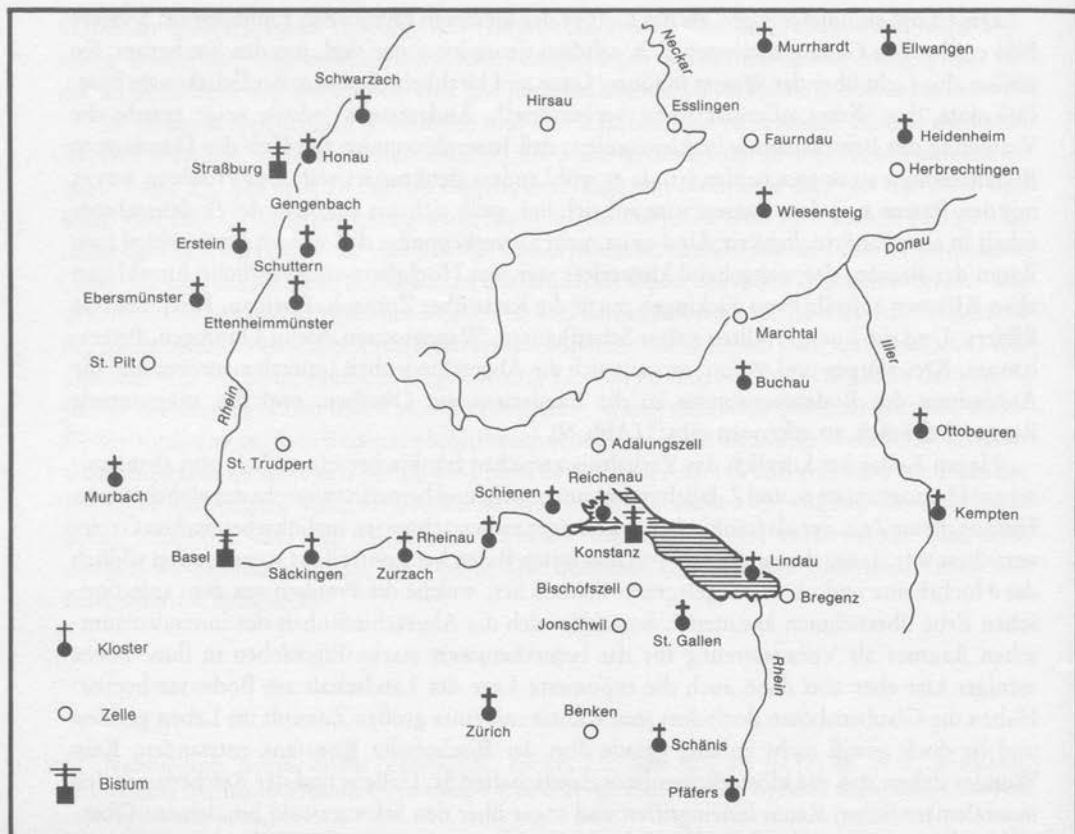 Neckar
Murrhardt
Ellwangen
Schwarzach
Hirsau
Esslingen
Faurndau
Heidenheim
Honau
Straßburg
Herbrechtingen
Gengenbach
Wiesensteig
Erstein
Schuttern
Donau
Ebersmünster
Ettenheimmünster
Marchtal
Iller
St. Pilt
Rhein
Buchau
Ottobeuren
St. Trudpert
Adalungszell
Murbach
Reichenau
Schienen
Kempten
Rheinau
Basel
Säckingen
Zurzach
Konstanz
Lindau
Bischofszell
Bregenz
Jonschwil
St. Gallen
Rhein
Kloster
Zelle
Zürich
Benken
Schänis
Bistum
Pfäfers